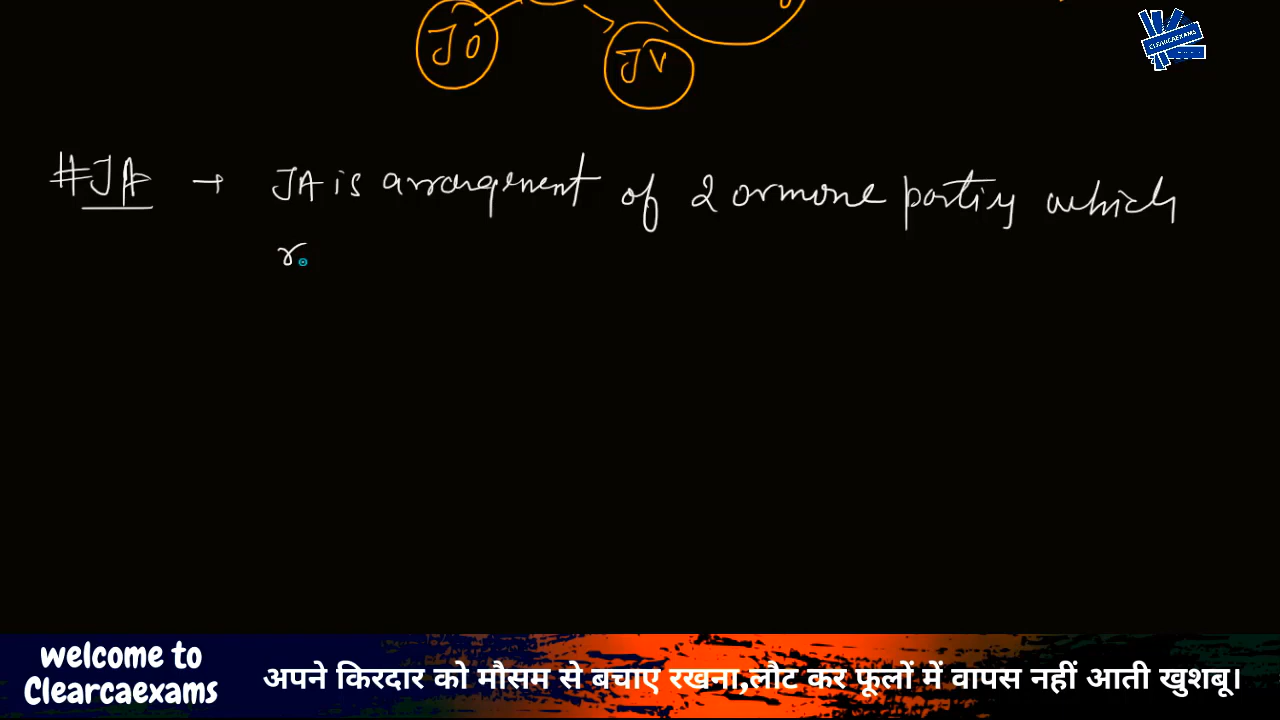 JO
JV
CLEARCAEXAMS
#JA → JA is arrangement of 2 or more parties which
r
welcome to
Clearcaexams
अपने किरदार को मौसम से बचाए रखना,लौट कर फूलों में वापस नहीं आती खुशबू।